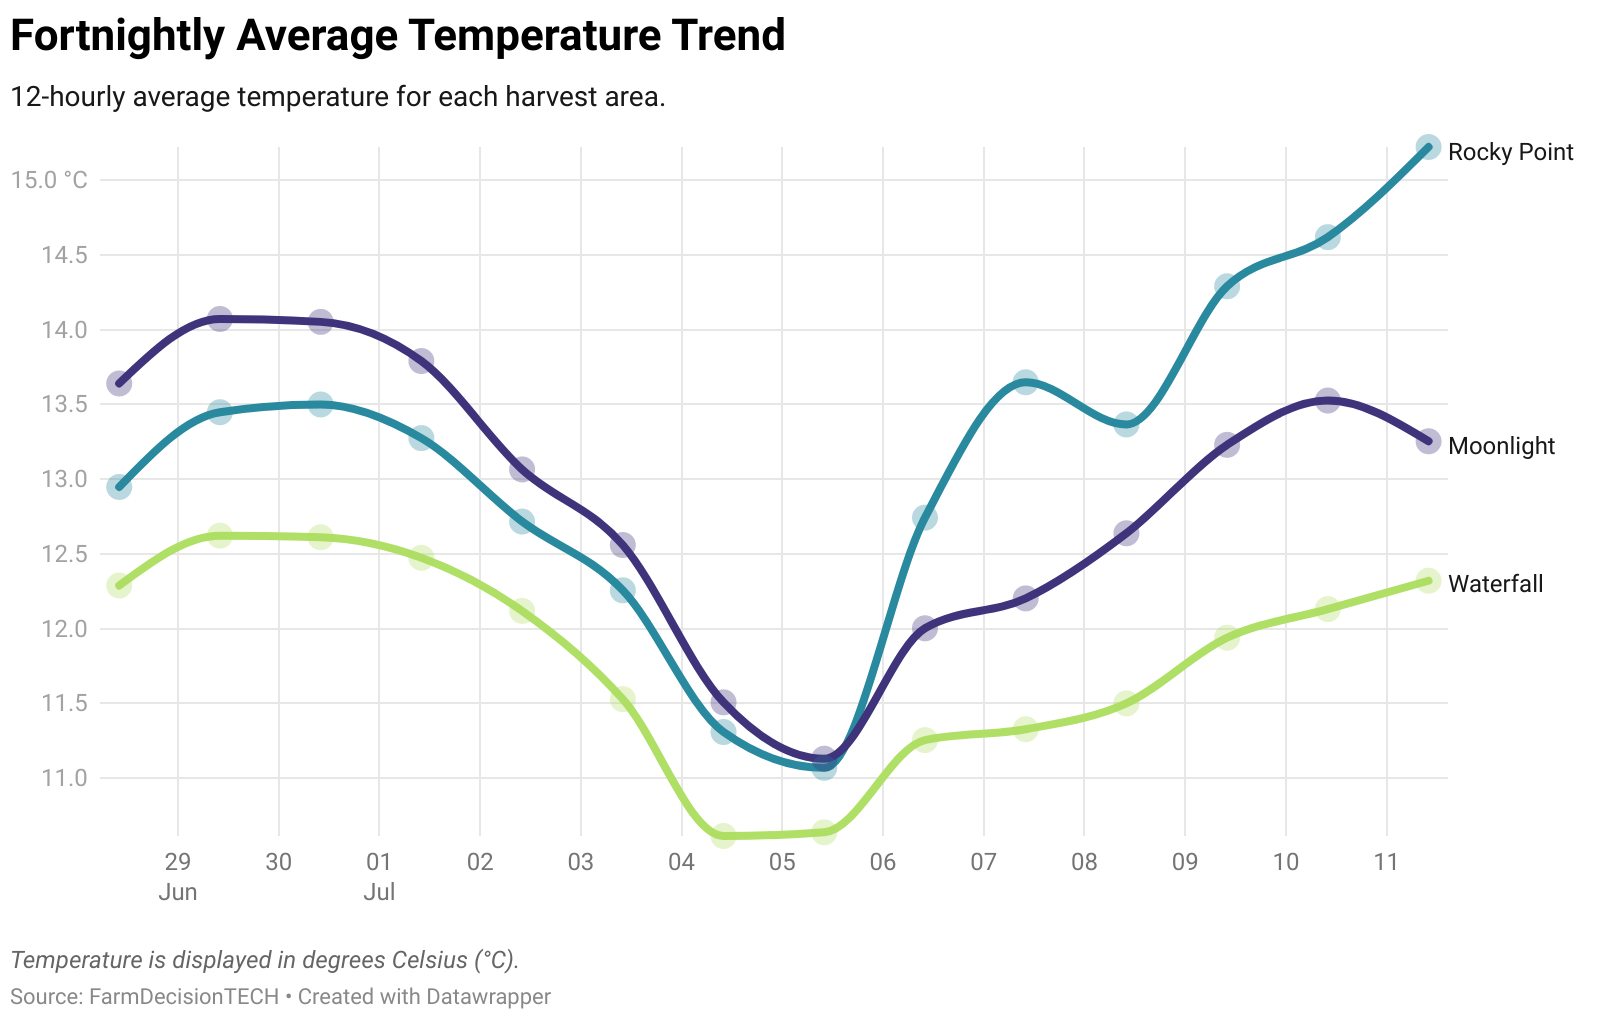 Fortnightly Average Temperature Trend
12-hourly average temperature for each harvest area.
Rocky Point
15.0 °C
14.5
14.0
13.5
Moonlight
13.0
12.5
Waterfall
12.0
11.5
11.0
29 30 01 02 03 04 05 06 07 08 09 10 11
Jun Jul
Temperature is displayed in degrees Celsius (°C).
Source: FarmDecisionTECH • Created with Datawrapper